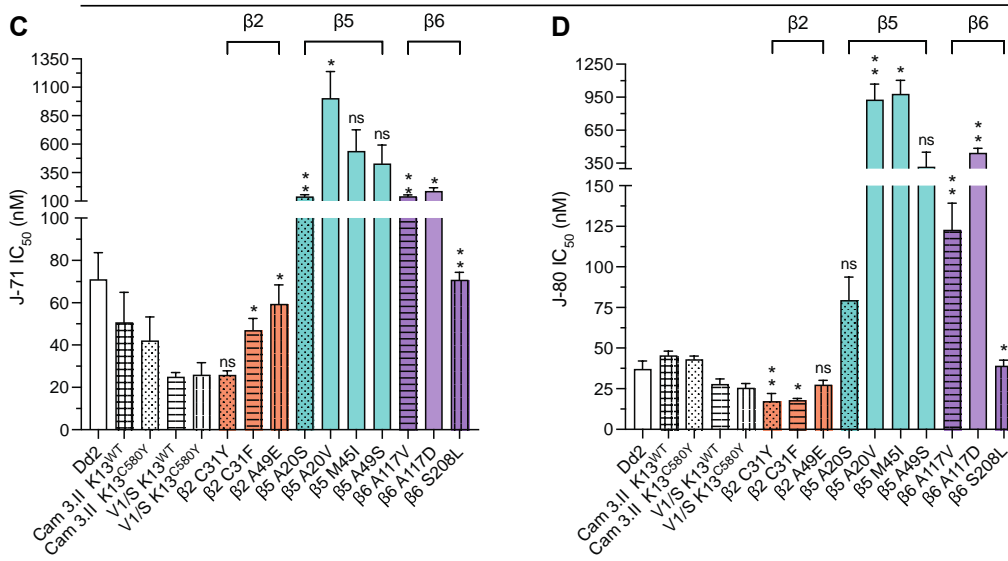 C
β2
β5
β6
J-71 IC50 (nM)
1350
1100
850
600
350
100
100
80
60
40
20
0
ns
*
*
**
*
ns
ns
**
*
**
Dd2
Cam 3.II K13WT
Cam 3.II K13C580Y
V1/S K13WT
V1/S K13C580Y
β2 C31Y
β2 C31F
β2 A49E
β5 A20S
β5 A20V
β5 M45I
β5 A49S
β6 A117V
β6 A117D
β6 S208L
D
β2
β5
β6
J-80 IC50 (nM)
1250
950
650
350
150
125
100
75
50
25
0
**
*
ns
ns
**
*
ns
**
**
*
Dd2
Cam 3.II K13WT
Cam 3.II K13C580Y
V1/S K13WT
V1/S K13C580Y
β2 C31Y
β2 C31F
β2 A49E
β5 A20S
β5 A20V
β5 M45I
β5 A49S
β6 A117V
β6 A117D
β6 S208L